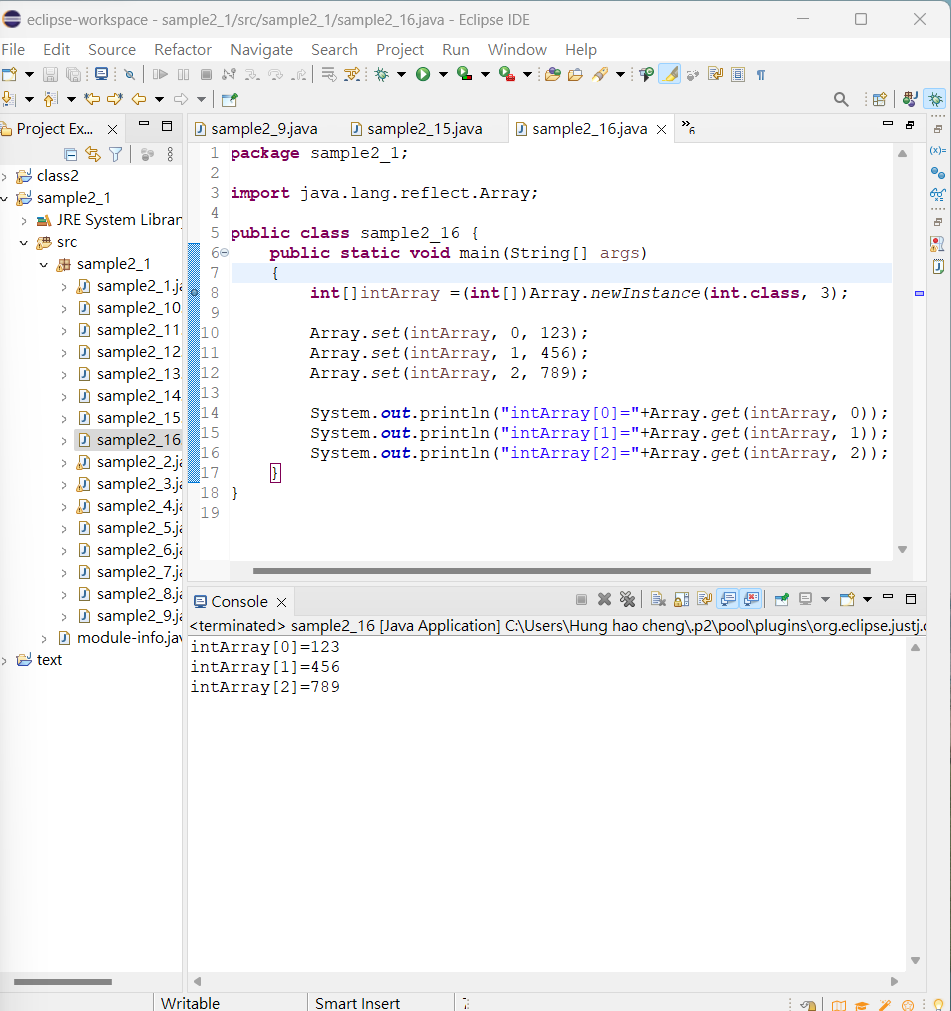 eclipse-workspace - sample2_1/src/sample2_1/sample2_16.java - Eclipse IDE
File Edit Source Refactor Navigate Search Project Run Window Help
Project Ex...
sample2_9.java sample2_15.java sample2_16.java »6
class2
sample2_1
JRE System Librar
src
sample2_1
sample2_1.ja
sample2_10
sample2_11
sample2_12
sample2_13
sample2_14
sample2_15
sample2_16
sample2_2.ja
sample2_3.ja
sample2_4.ja
sample2_5.ja
sample2_6.ja
sample2_7.ja
sample2_8.ja
sample2_9.ja
module-info.jav
text
1 package sample2_1;
2
3 import java.lang.reflect.Array;
4
5 public class sample2_16 {
6 public static void main(String[] args)
7 {
8 int[]intArray =(int[])Array.newInstance(int.class, 3);
9
10 Array.set(intArray, 0, 123);
11 Array.set(intArray, 1, 456);
12 Array.set(intArray, 2, 789);
13
14 System.out.println("intArray[0]="+Array.get(intArray, 0));
15 System.out.println("intArray[1]="+Array.get(intArray, 1));
16 System.out.println("intArray[2]="+Array.get(intArray, 2));
17 }
18 }
19
Console
<terminated> sample2_16 [Java Application] C:\Users\Hung hao cheng\.p2\pool\plugins\org.eclipse.justj.
intArray[0]=123
intArray[1]=456
intArray[2]=789
Writable Smart Insert